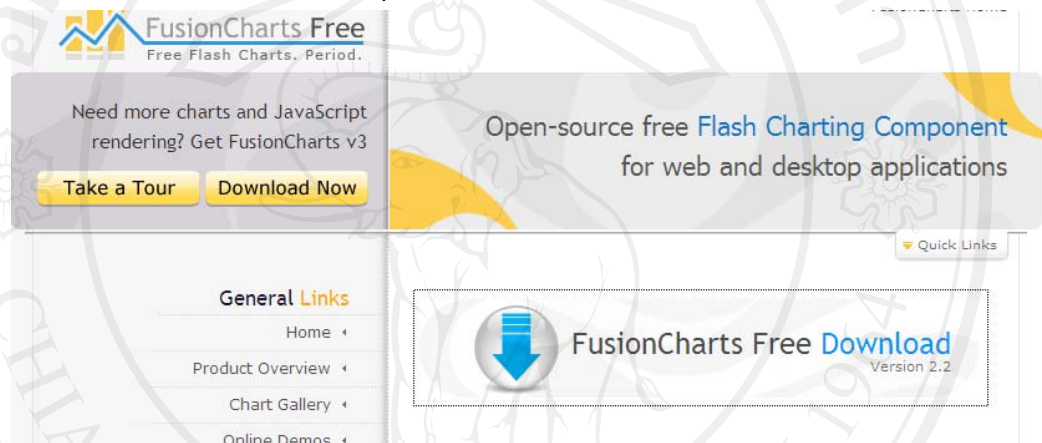 FusionCharts Free
Free Flash Charts. Period.
Need more charts and JavaScript
rendering? Get FusionCharts v3
Take a Tour
Download Now
Open-source free Flash Charting Component
for web and desktop applications
Quick Links
General Links
Home
Product Overview
Chart Gallery
Online Demos
FusionCharts Free Download
Version 2.2
1964